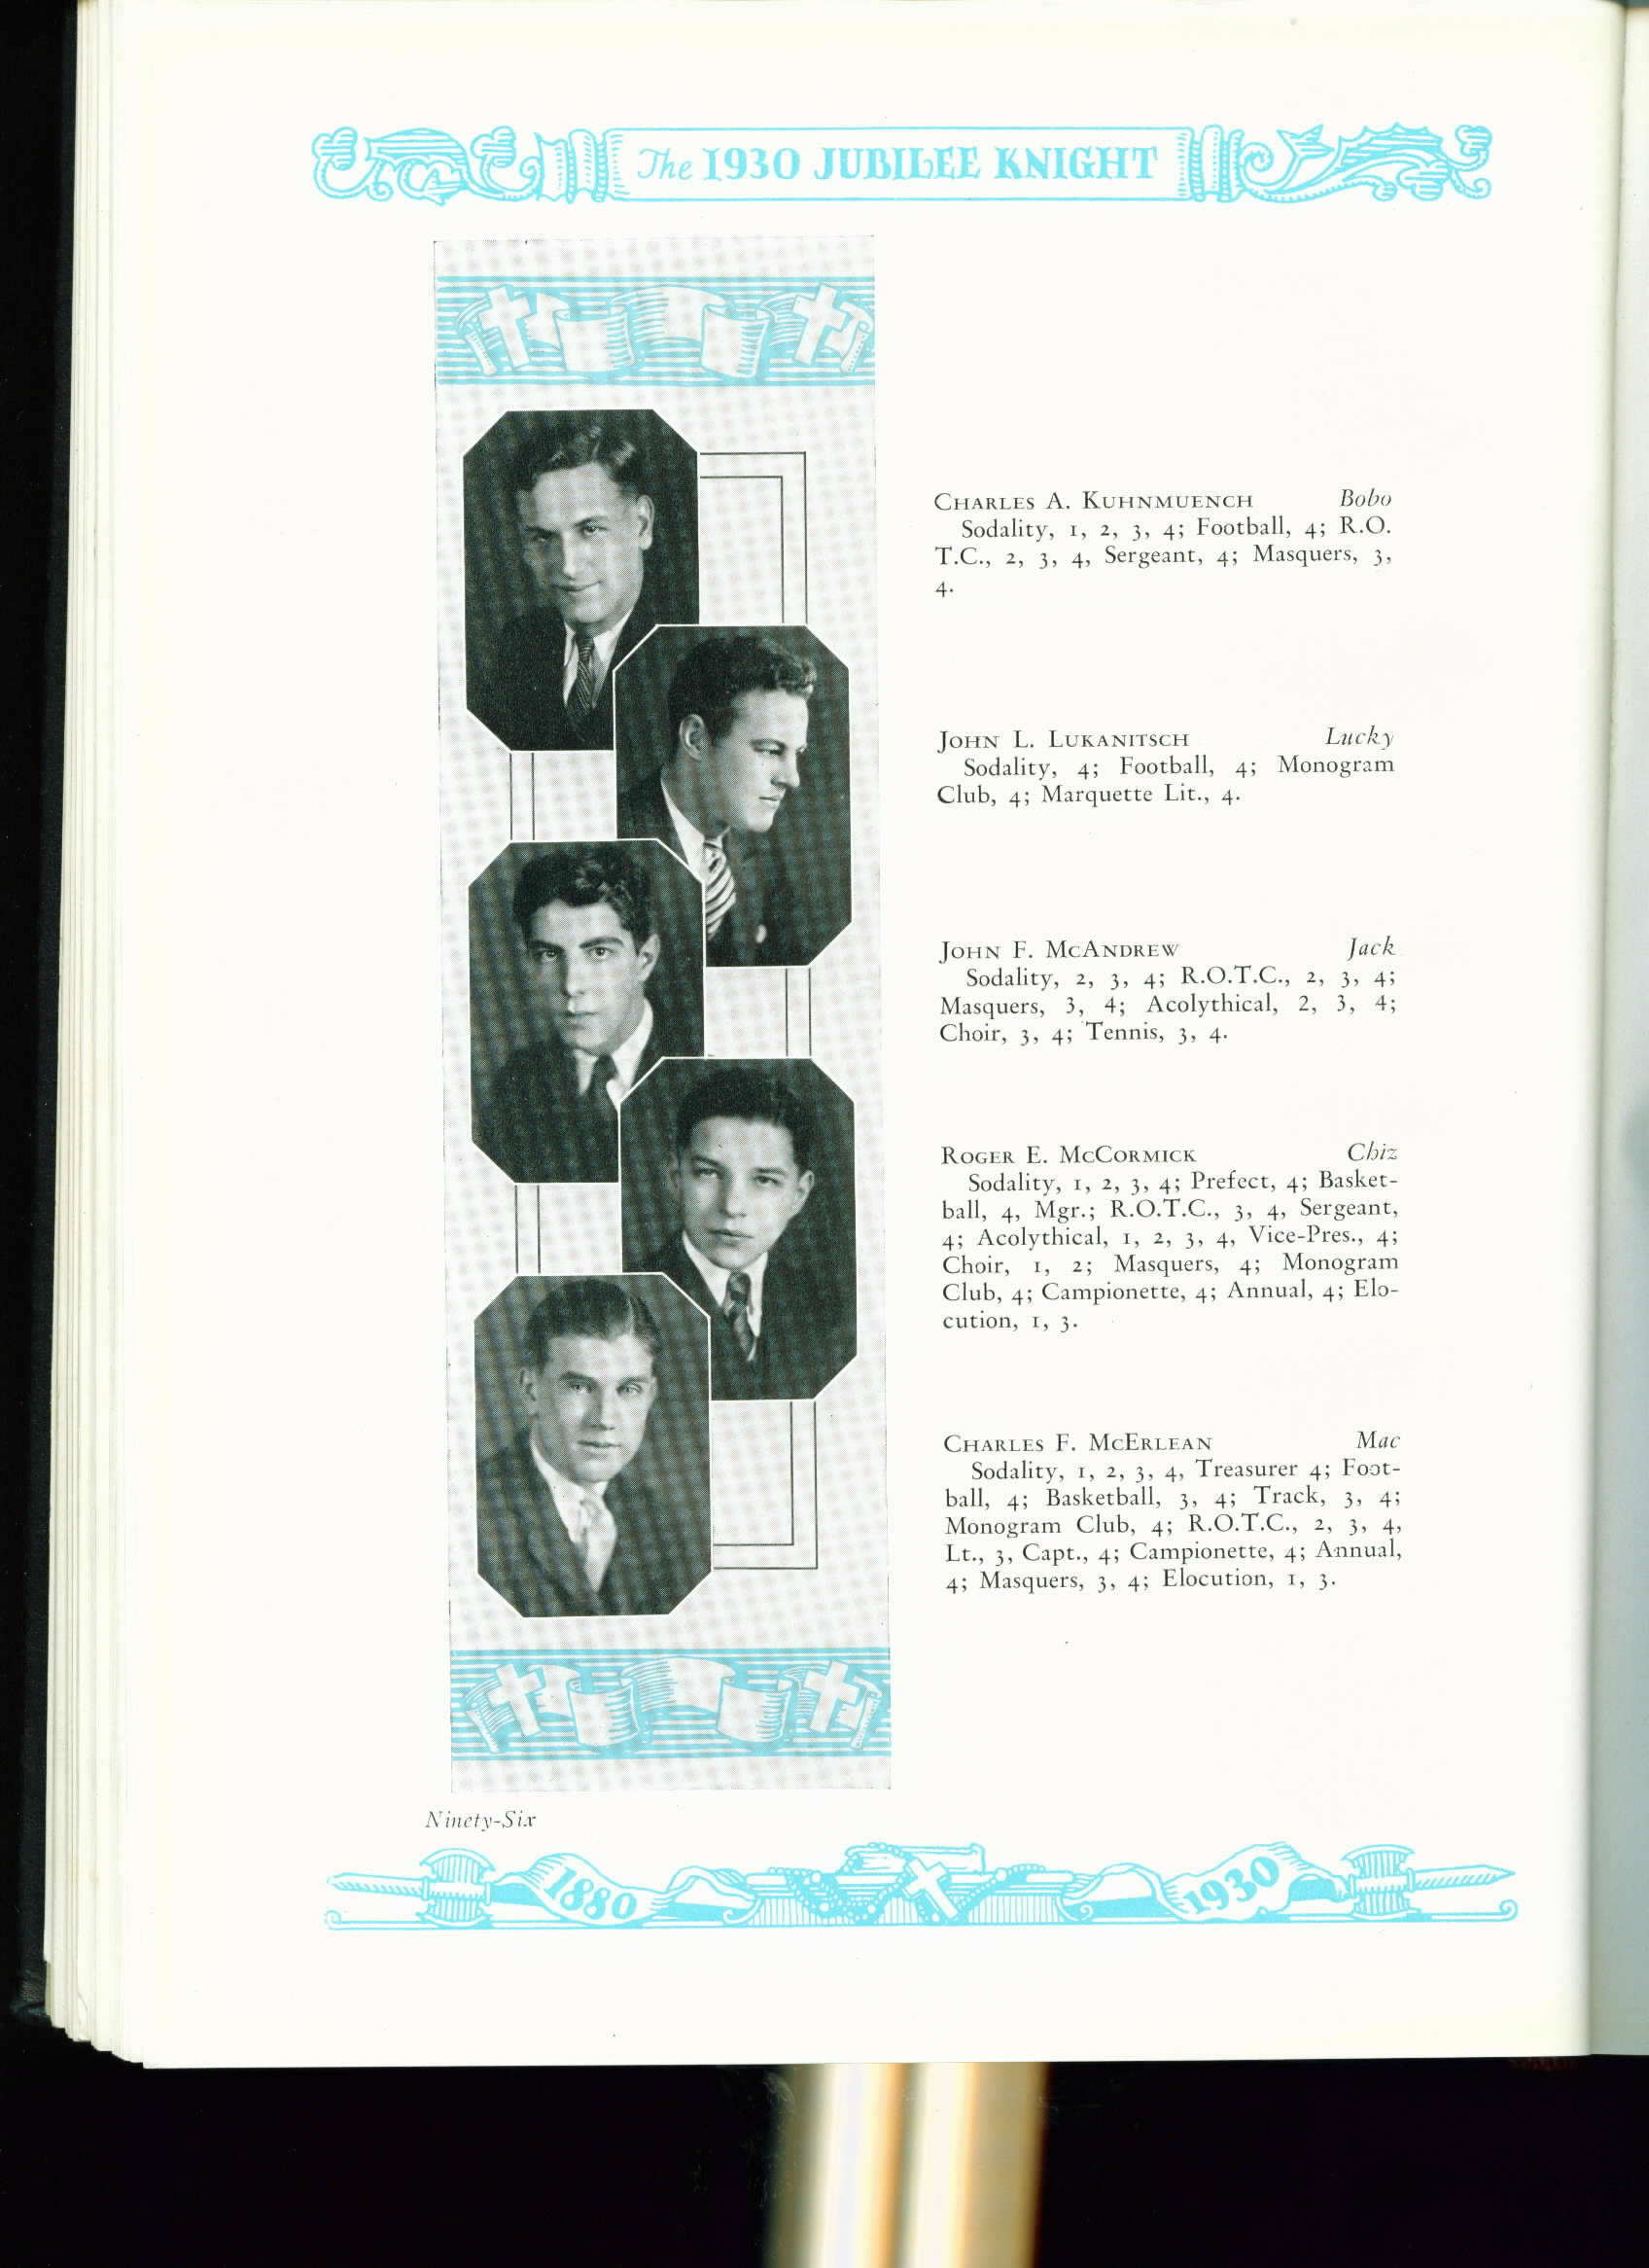 The 1930 JUBILEE KNIGHT
CHARLES A. KUHNMUENCH Bobo
Sodality, 1, 2, 3, 4; Football, 4; R.O.
T.C., 2, 3, 4, Sergeant, 4; Masquers, 3,
4.
JOHN L. LUKANITSCH Lucky
Sodality, 4; Football, 4; Monogram
Club, 4; Marquette Lit., 4.
JOHN F. MCANDREW Jack
Sodality, 2, 3, 4; R.O.T.C., 2, 3, 4;
Masquers, 3, 4; Acolythical, 2, 3, 4;
Choir, 3, 4; Tennis, 3, 4.
ROGER E. MCCORMICK Chiz
Sodality, 1, 2, 3, 4; Prefect, 4; Basket-
ball, 4, Mgr.; R.O.T.C., 3, 4, Sergeant,
4; Acolythical, 1, 2, 3, 4, Vice-Pres., 4;
Choir, 1, 2; Masquers, 4; Monogram
Club, 4; Campionette, 4; Annual, 4; Elo-
cution, 1, 3.
CHARLES F. MCERLEAN Mac
Sodality, 1, 2, 3, 4, Treasurer 4; Foot-
ball, 4; Basketball, 3, 4; Track, 3, 4;
Monogram Club, 4; R.O.T.C., 2, 3, 4,
Lt., 3, Capt., 4; Campionette, 4; Annual,
4; Masquers, 3, 4; Elocution, 1, 3.
Ninety-Six
1880 1930